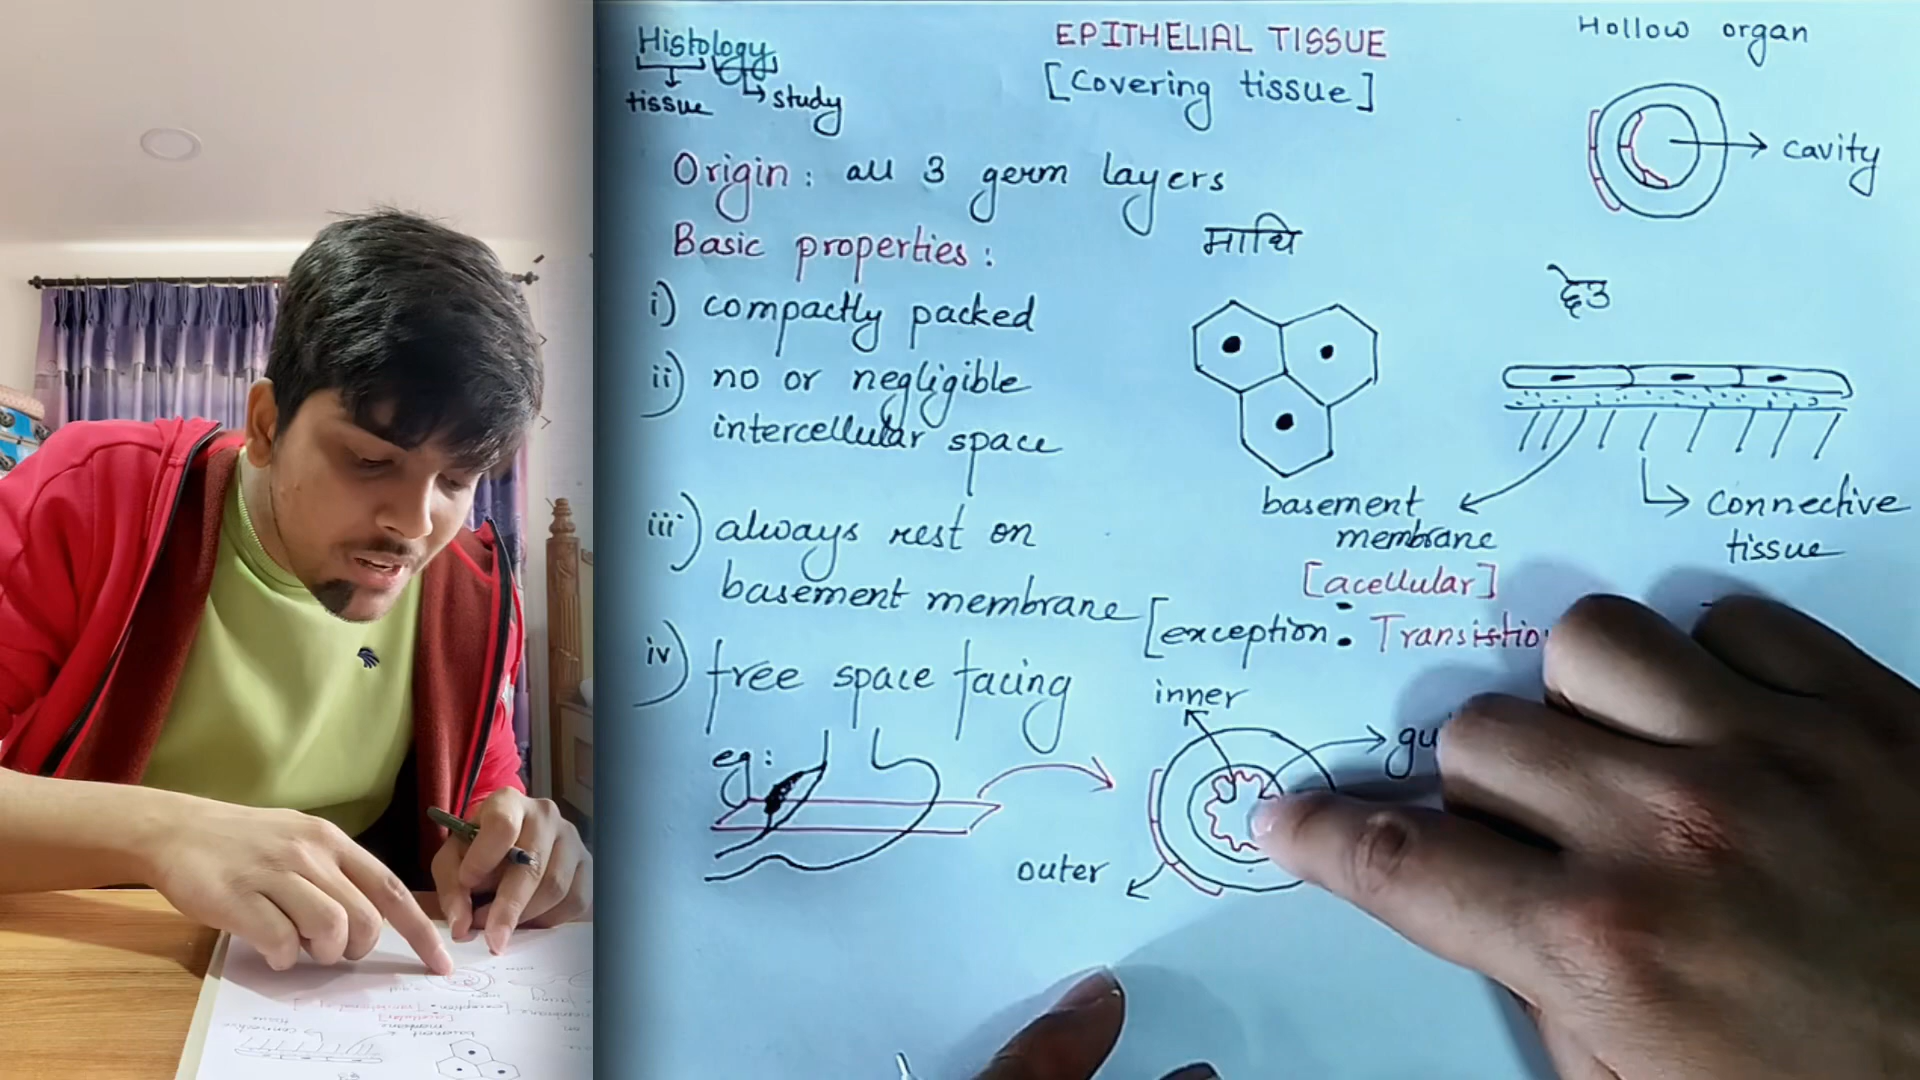 Histology
tissue
study
EPITHELIAL TISSUE
[Covering tissue]
Hollow organ
cavity
Origin: all 3 germ layers
Basic properties:
माथि
देउ
i) compactly packed
ii) no or negligible
intercellular space
iii) always rest on
basement membrane
[exception:
basement
membrane
[acellular]
connective
tissue
iv) free space facing
eg:
inner
outer